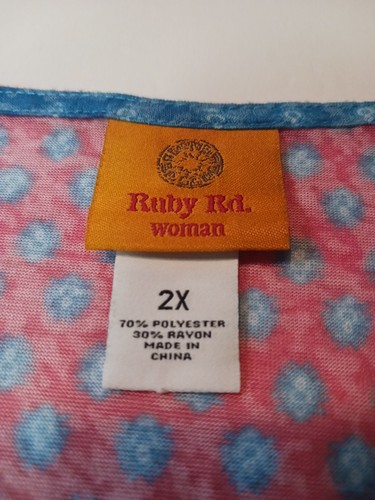 Ruby Rd.
woman
2X
70% POLYESTER
30% RAYON
MADE IN
CHINA